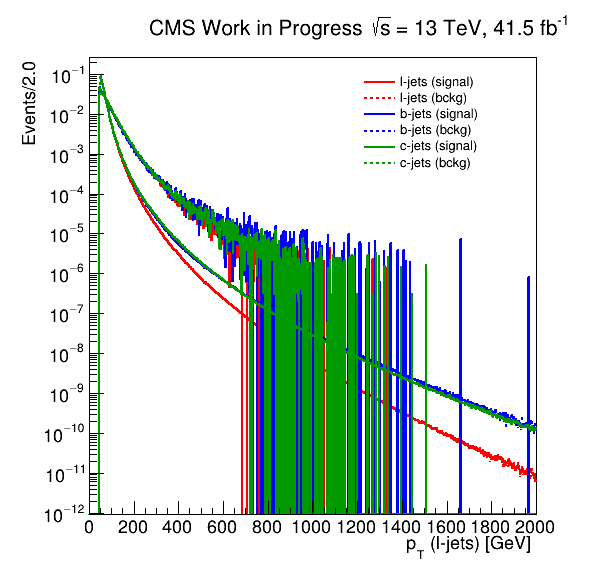 CMS Work in Progress √s = 13 TeV, 41.5 fb⁻¹
Events/2.0
l-jets (signal)
l-jets (bckg)
b-jets (signal)
b-jets (bckg)
c-jets (signal)
c-jets (bckg)
10⁻¹
10⁻²
10⁻³
10⁻⁴
10⁻⁵
10⁻⁶
10⁻⁷
10⁻⁸
10⁻⁹
10⁻¹⁰
10⁻¹¹
10⁻¹²
0 200 400 600 800 1000 1200 1400 1600 1800 2000
p_T (l-jets) [GeV]